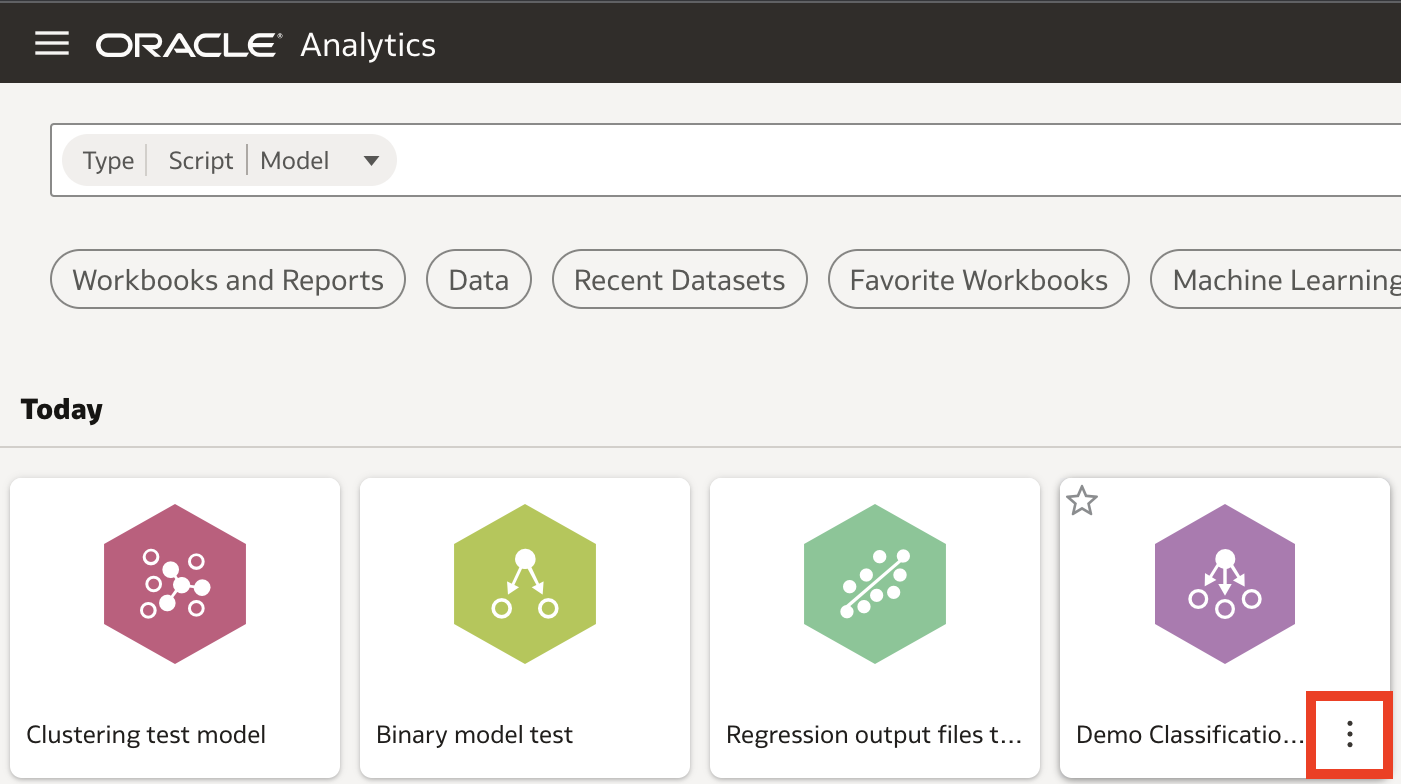 ORACLE® Analytics
Type Script Model
Workbooks and Reports Data Recent Datasets Favorite Workbooks Machine Learning
Today
Clustering test model Binary model test Regression output files t... Demo Classificatio...